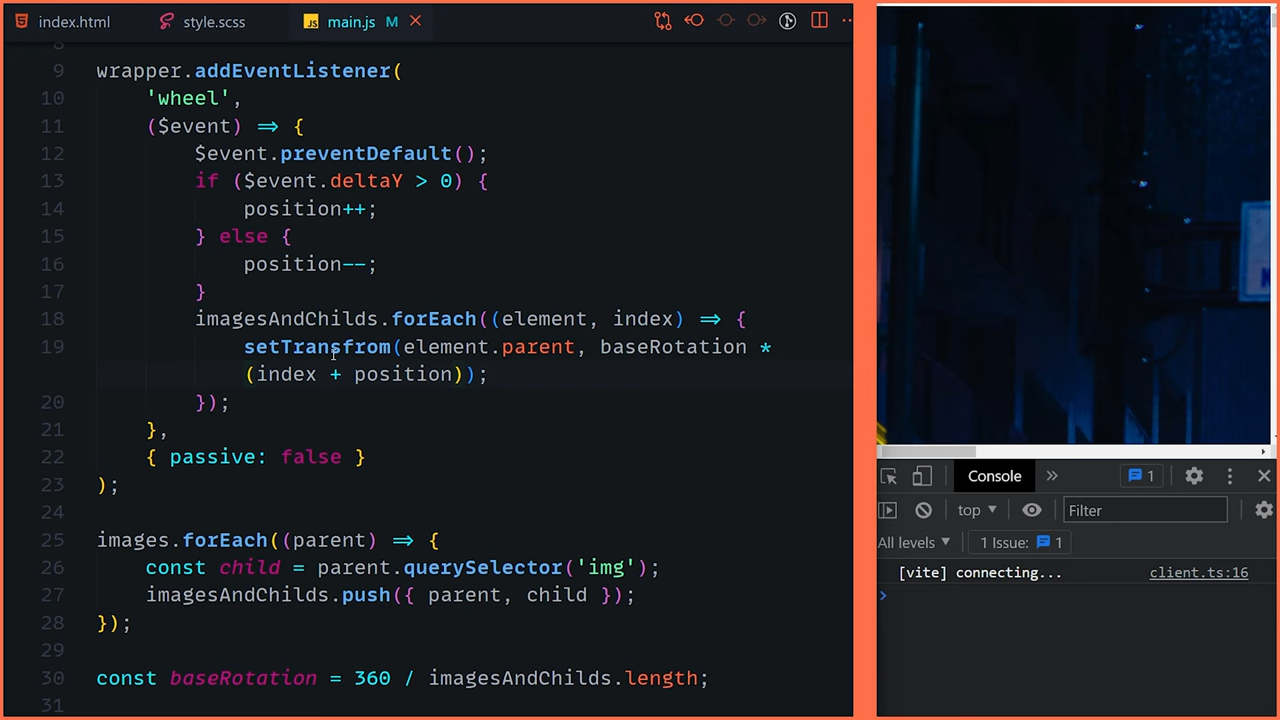 index.html
style.scss
main.js M
8
9 wrapper.addEventListener(
10 'wheel',
11 ($event) => {
12 $event.preventDefault();
13 if ($event.deltaY > 0) {
14 position++;
15 } else {
16 position--;
17 }
18 imagesAndChilds.forEach((element, index) => {
19 setTransfrom(element.parent, baseRotation *
(index + position));
20 });
21 },
22 { passive: false }
23 );
24
25 images.forEach((parent) => {
26 const child = parent.querySelector('img');
27 imagesAndChilds.push({ parent, child });
28 });
29
30 const baseRotation = 360 / imagesAndChilds.length;
31
Console
1
top
Filter
All levels
1 Issue: 1
[vite] connecting... client.ts:16